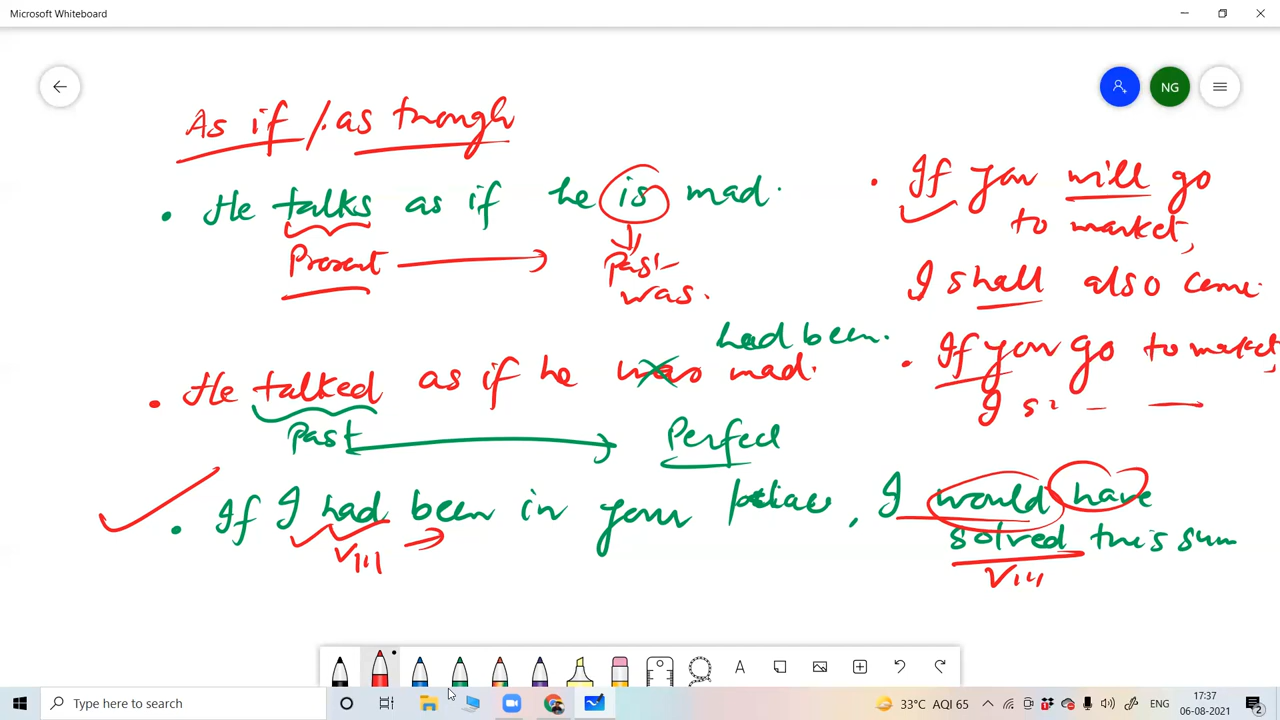 Microsoft Whiteboard
NG
As if / as though
He talks as if he is mad.
Present
Past
was.
had been.
He talked as if he was mad.
Past
Perfect
If I had been in your place, I would have
solved this sum
VIII
VIII
If you will go
to market,
I shall also come.
If you go to market,
I s
A
Type here to search
33°C AQI 65
ENG
17:37
06-08-2021
2